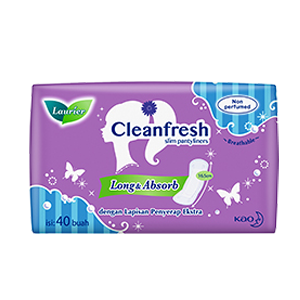 Laurier
Non
perfumed
Cleanfresh
slim pantyliners
Breathable
Long & Absorb
dengan Lapisan Penyerap Ekstra
isi: 40 buah
Kao